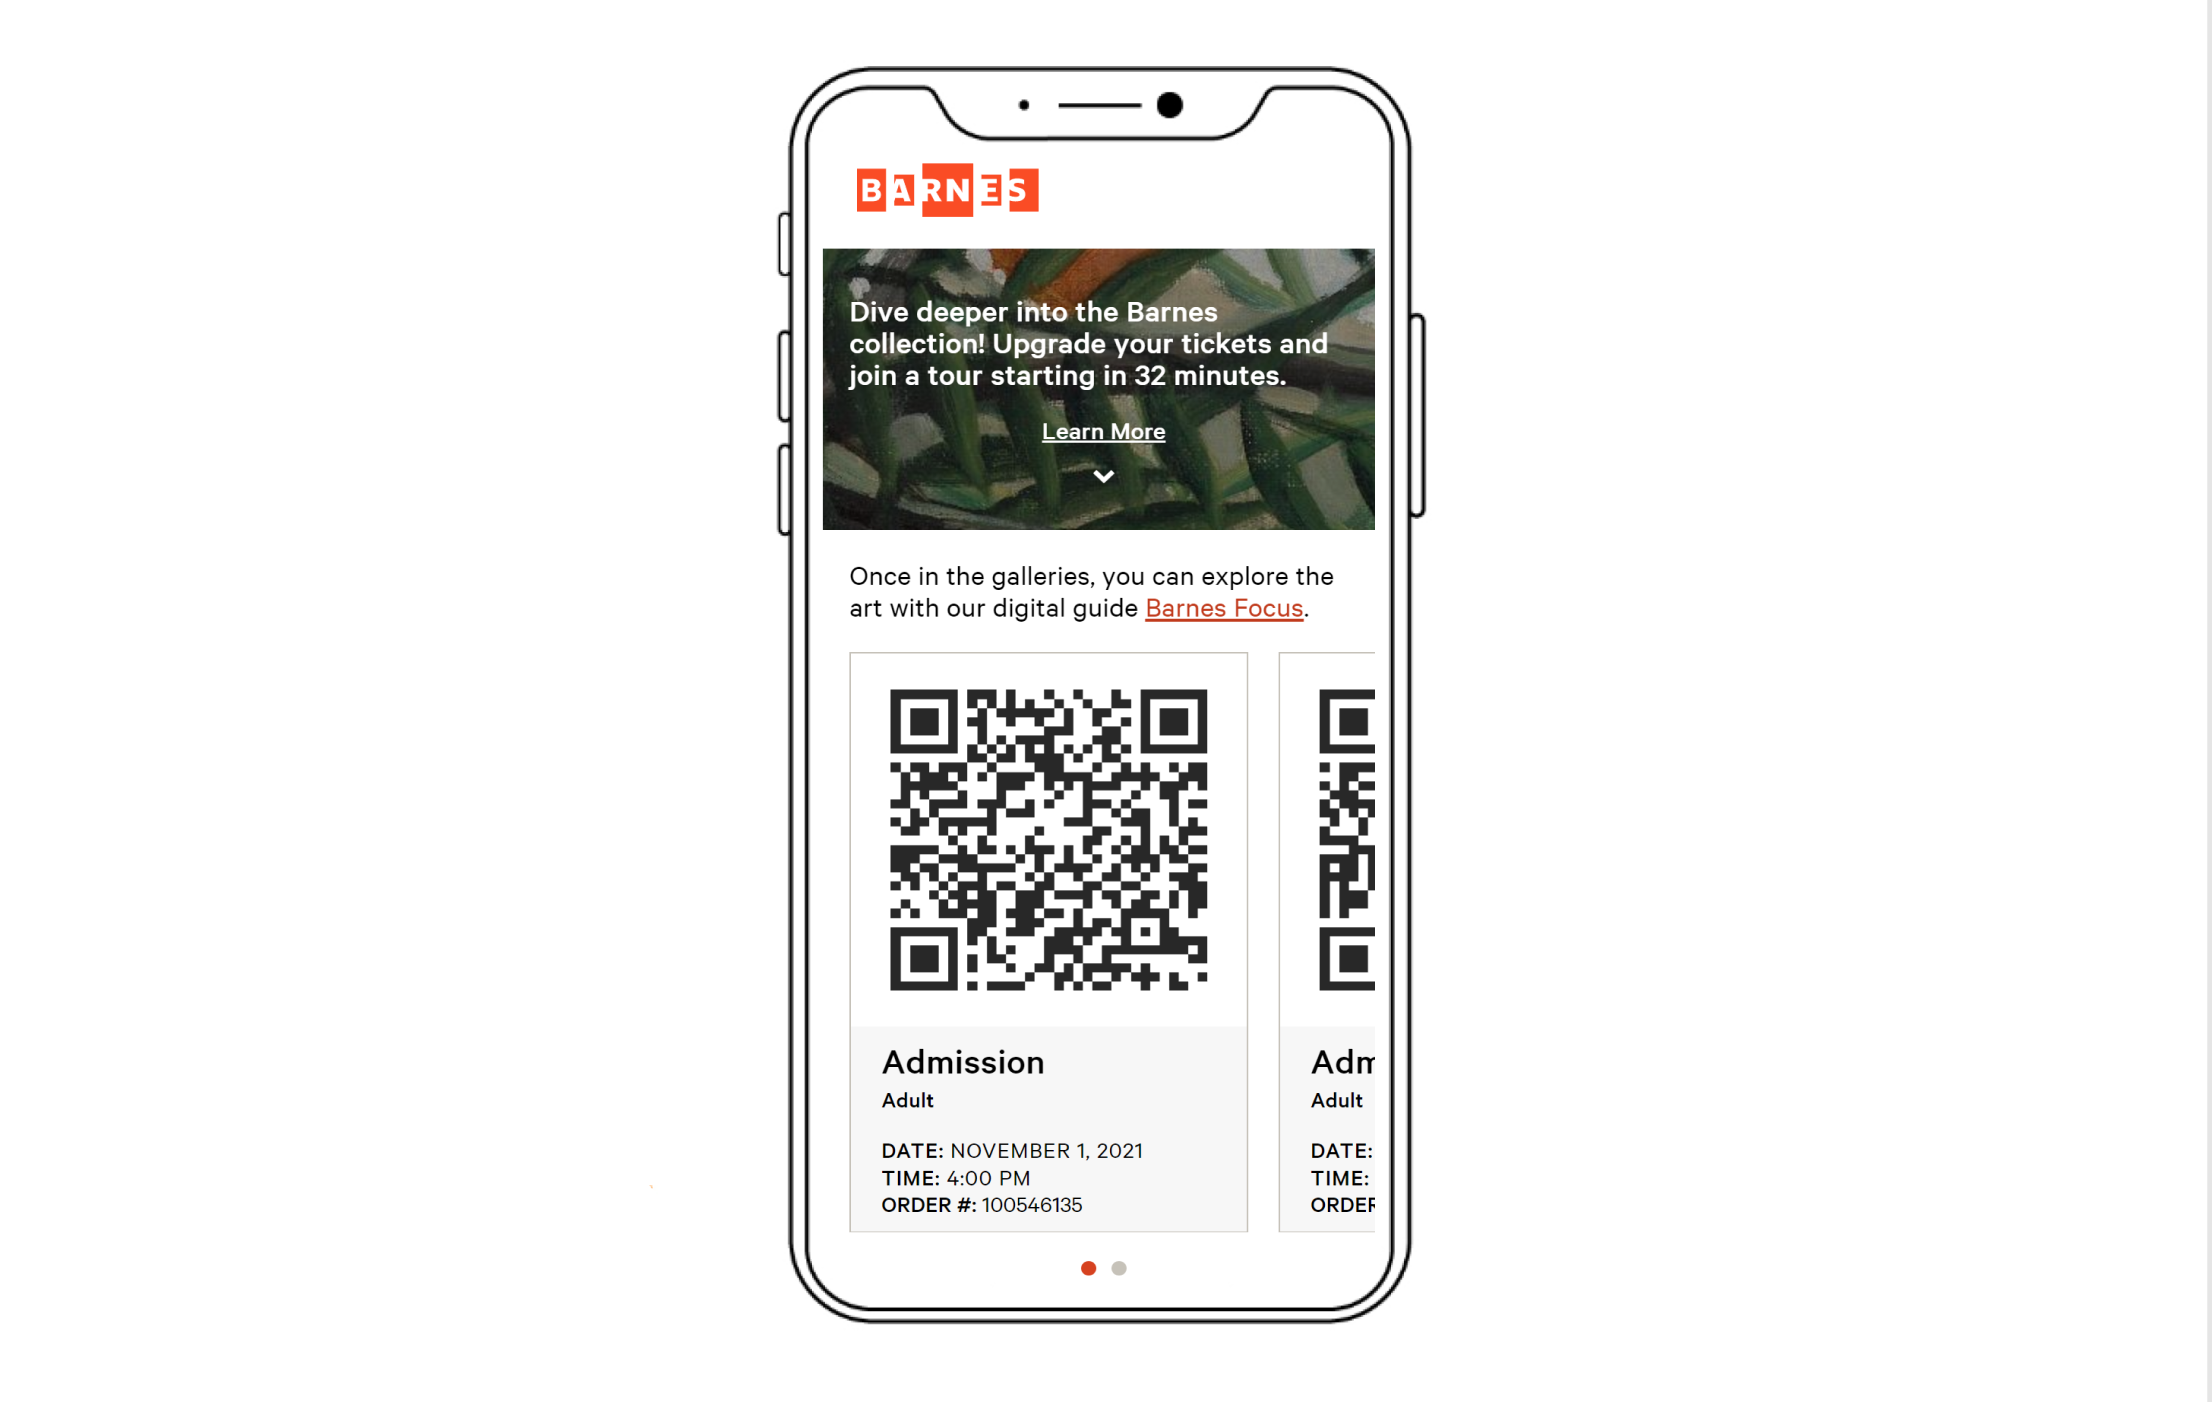 BARNES
Dive deeper into the Barnes
collection! Upgrade your tickets and
join a tour starting in 32 minutes.
Learn More
Once in the galleries, you can explore the
art with our digital guide Barnes Focus.
Admission
Adult
DATE: NOVEMBER 1, 2021
TIME: 4:00 PM
ORDER #: 100546135
Adm
Adult
DATE:
TIME:
ORDER